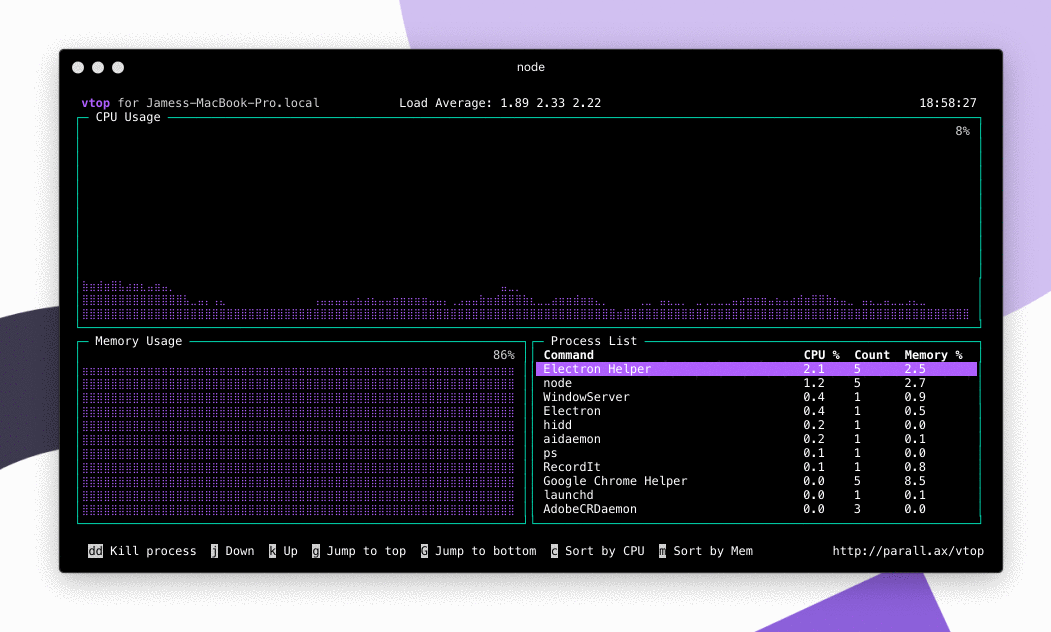 node
vtop for Jamess-MacBook-Pro.local Load Average: 1.89 2.33 2.22 18:58:27
CPU Usage
8%
Memory Usage
86%
Process List
Command CPU % Count Memory %
Electron Helper 2.1 5 2.5
node 1.2 5 2.7
WindowServer 0.4 1 0.9
Electron 0.4 1 0.5
hidd 0.2 1 0.0
aidaemon 0.2 1 0.1
ps 0.1 1 0.0
RecordIt 0.1 1 0.8
Google Chrome Helper 0.0 5 8.5
launchd 0.0 1 0.1
AdobeCRDaemon 0.0 3 0.0
dd Kill process j Down k Up g Jump to top G Jump to bottom c Sort by CPU m Sort by Mem http://parall.ax/vtop